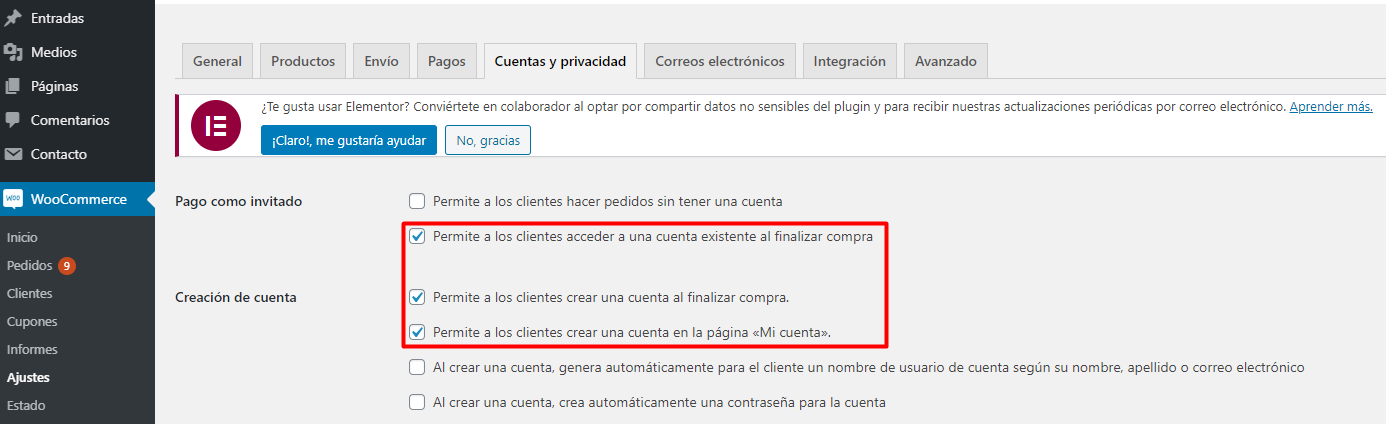 Entradas
Medios
Páginas
Comentarios
Contacto
WOO
WooCommerce
Inicio
Pedidos 9
Clientes
Cupones
Informes
Ajustes
Estado
General Productos Envío Pagos Cuentas y privacidad Correos electrónicos Integración Avanzado
¿Te gusta usar Elementor? Conviértete en colaborador al optar por compartir datos no sensibles del plugin y para recibir nuestras actualizaciones periódicas por correo electrónico. Aprender más.
¡Claro!, me gustaría ayudar No, gracias
Pago como invitado Permite a los clientes hacer pedidos sin tener una cuenta
Permite a los clientes acceder a una cuenta existente al finalizar compra
Creación de cuenta Permite a los clientes crear una cuenta al finalizar compra.
Permite a los clientes crear una cuenta en la página «Mi cuenta».
Al crear una cuenta, genera automáticamente para el cliente un nombre de usuario de cuenta según su nombre, apellido o correo electrónico
Al crear una cuenta, crea automáticamente una contraseña para la cuenta